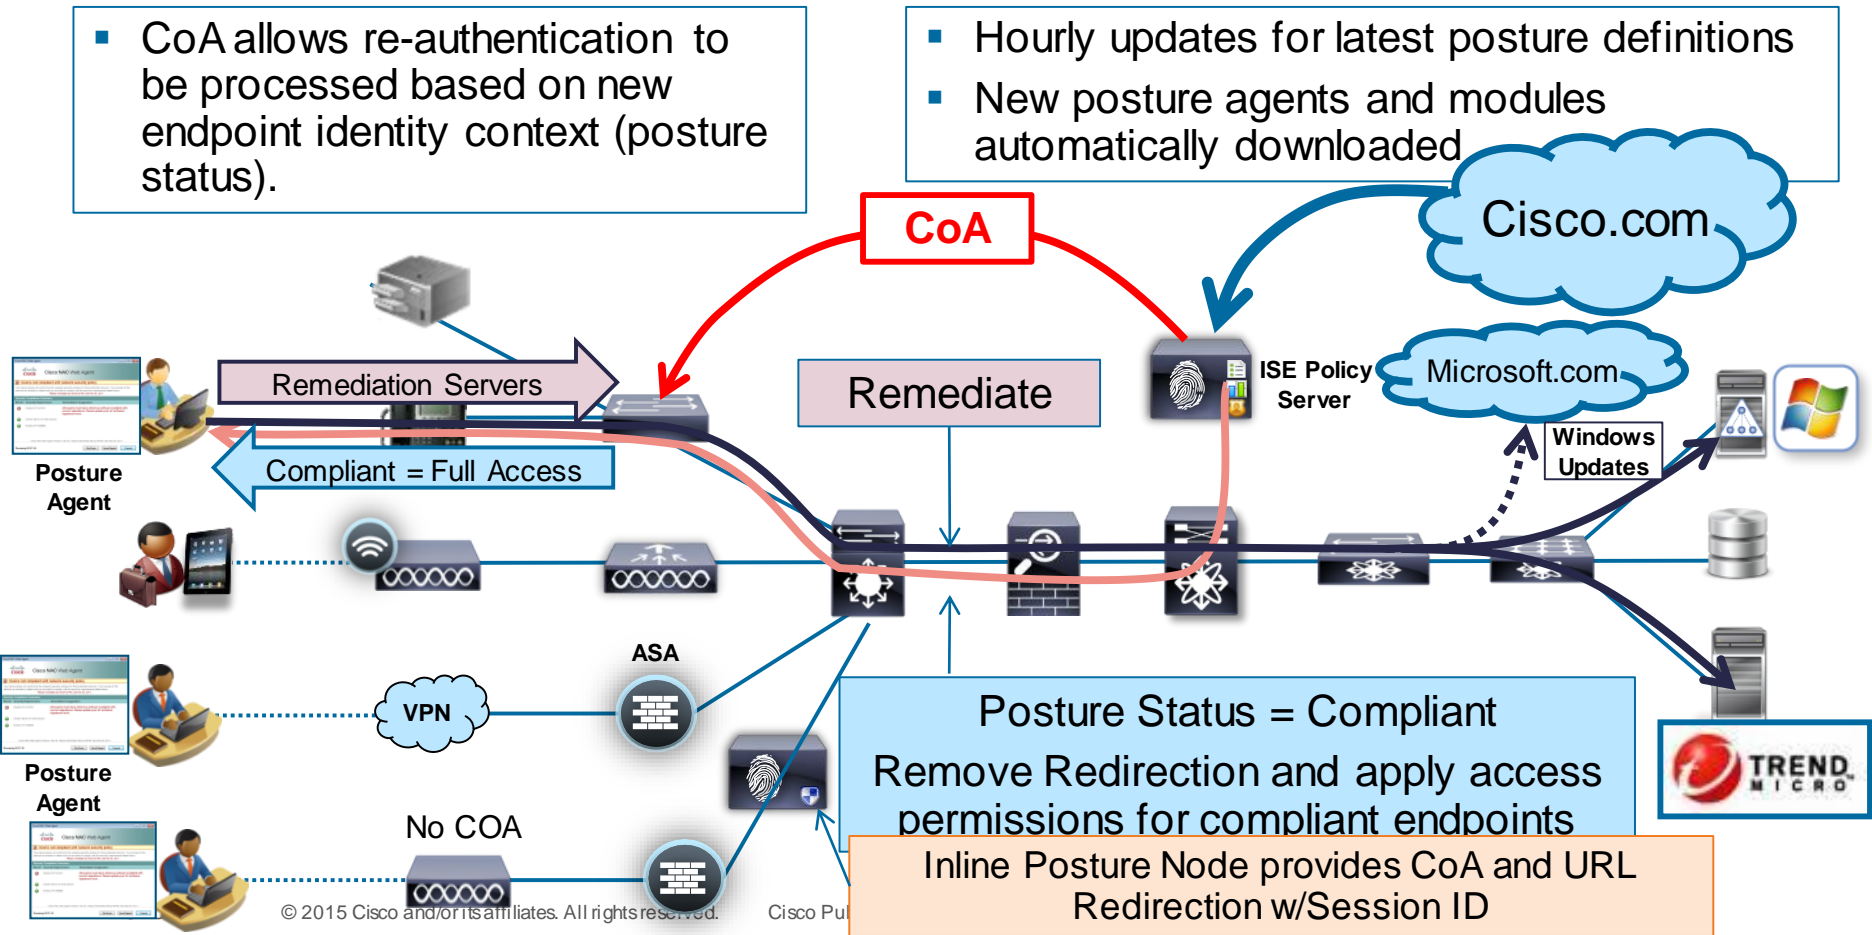 CoA allows re-authentication to
be processed based on new
endpoint identity context (posture
status).
Hourly updates for latest posture definitions
New posture agents and modules
automatically downloaded
Cisco.com
CoA
Remediation Servers
Remediate
ISE Policy
Server
Microsoft.com
Windows
Updates
Posture
Agent
Compliant = Full Access
ASA
VPN
Posture Status = Compliant
Remove Redirection and apply access
permissions for compliant endpoints
TREND
MICRO
Posture
Agent
No COA
Inline Posture Node provides CoA and URL
Redirection w/Session ID
© 2015 Cisco and/or its affiliates. All rights reserved.
Cisco Pu